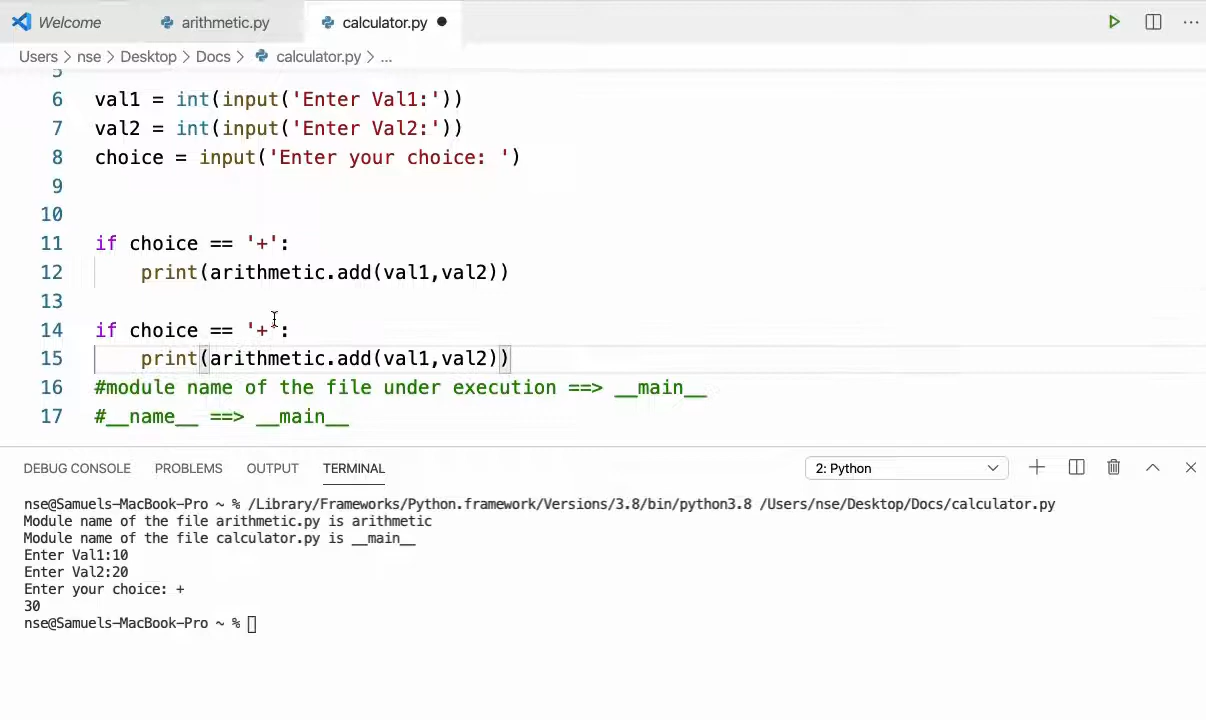 Welcome arithmetic.py calculator.py
Users > nse > Desktop > Docs > calculator.py > ...
5
6 val1 = int(input('Enter Val1:'))
7 val2 = int(input('Enter Val2:'))
8 choice = input('Enter your choice: ')
9
10
11 if choice == '+':
12 print(arithmetic.add(val1,val2))
13
14 if choice == '+':
15 print(arithmetic.add(val1,val2))
16 #module name of the file under execution ==> __main__
17 #__name__ ==> __main__
DEBUG CONSOLE PROBLEMS OUTPUT TERMINAL 2: Python
nse@Samuels-MacBook-Pro ~ % /Library/Frameworks/Python.framework/Versions/3.8/bin/python3.8 /Users/nse/Desktop/Docs/calculator.py
Module name of the file arithmetic.py is arithmetic
Module name of the file calculator.py is __main__
Enter Val1:10
Enter Val2:20
Enter your choice: +
30
nse@Samuels-MacBook-Pro ~ %